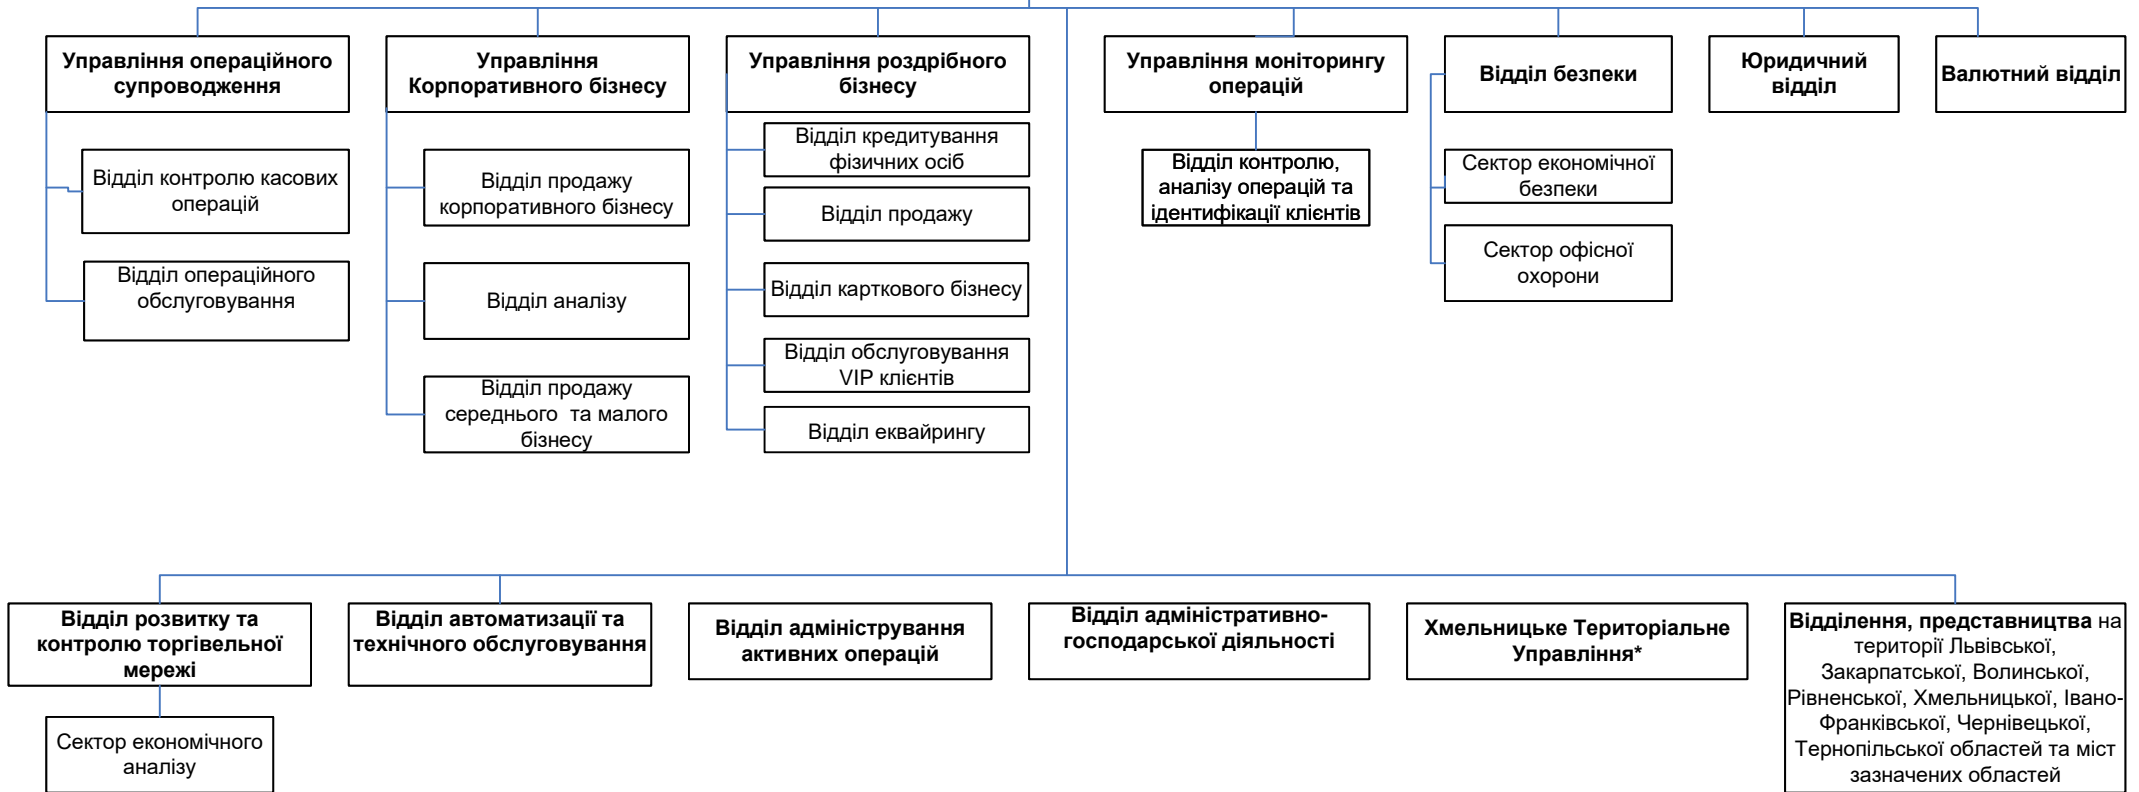 Управління операційного
супроводження
Управління
Корпоративного бізнесу
Управління роздрібного
бізнесу
Управління моніторингу
операцій
Відділ безпеки
Юридичний
відділ
Валютний відділ
Відділ контролю касових
операцій
Відділ операційного
обслуговування
Відділ продажу
корпоративного бізнесу
Відділ аналізу
Відділ продажу
середнього та малого
бізнесу
Відділ кредитування
фізичних осіб
Відділ продажу
Відділ карткового бізнесу
Відділ обслуговування
VIP клієнтів
Відділ еквайрингу
Відділ контролю,
аналізу операцій та
ідентифікації клієнтів
Сектор економічної
безпеки
Сектор офісної
охорони
Відділ розвитку та
контролю торгівельної
мережі
Сектор економічного
аналізу
Відділ автоматизації та
технічного обслуговування
Відділ адміністрування
активних операцій
Відділ адміністративно-
господарської діяльності
Хмельницьке Територіальне
Управління*
Відділення, представництва на
території Львівської,
Закарпатської, Волинської,
Рівненської, Хмельницької, Івано-
Франківської, Чернівецької,
Тернопільської областей та міст
зазначених областей